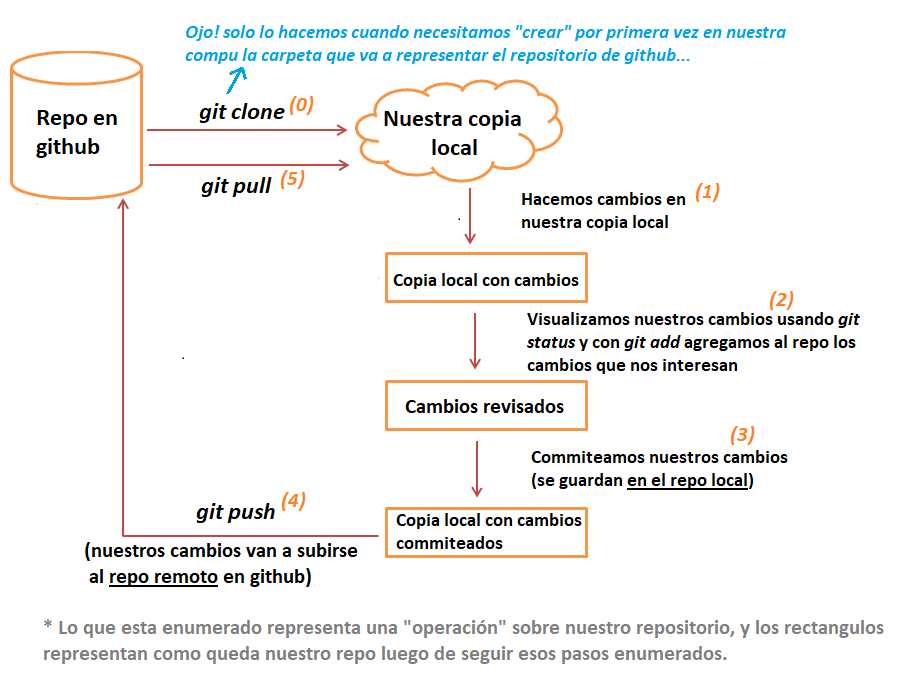 Ojo! solo lo hacemos cuando necesitamos "crear" por primera vez en nuestra
compu la carpeta que va a representar el repositorio de github...
git clone (0)
Repo en
github
Nuestra copia
local
git pull (5)
(1)
Hacemos cambios en
nuestra copia local
Copia local con cambios
(2)
Visualizamos nuestros cambios usando git
status y con git add agregamos al repo los
cambios que nos interesan
Cambios revisados
(3)
Commiteamos nuestros cambios
(se guardan en el repo local)
git push (4)
Copia local con cambios
commiteados
(nuestros cambios van a subirse
al repo remoto en github)
* Lo que esta enumerado representa una "operación" sobre nuestro repositorio, y los rectangulos
representan como queda nuestro repo luego de seguir esos pasos enumerados.